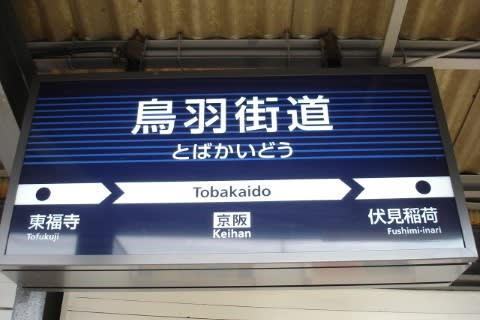 鳥羽街道
とばかいどう
Tobakaido
東福寺
Tofukuji
京阪
Keihan
伏見稲荷
Fushimi-inari